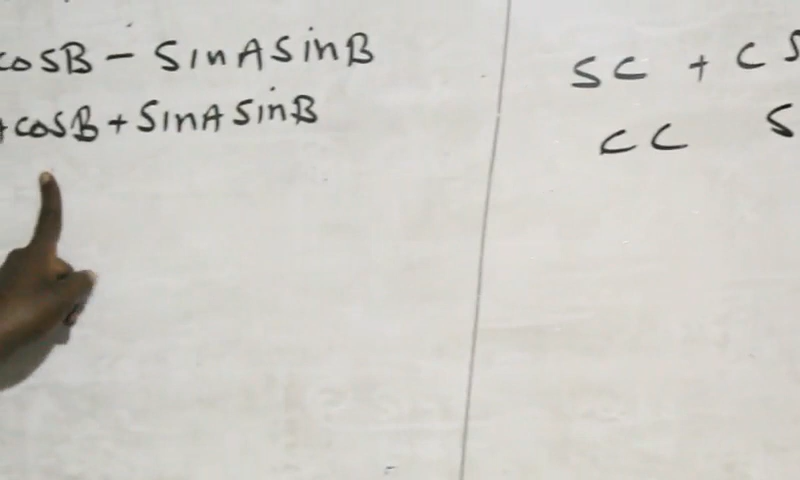 cosB - sinAsinB
cosB + sinAsinB
SC + CS
CC S